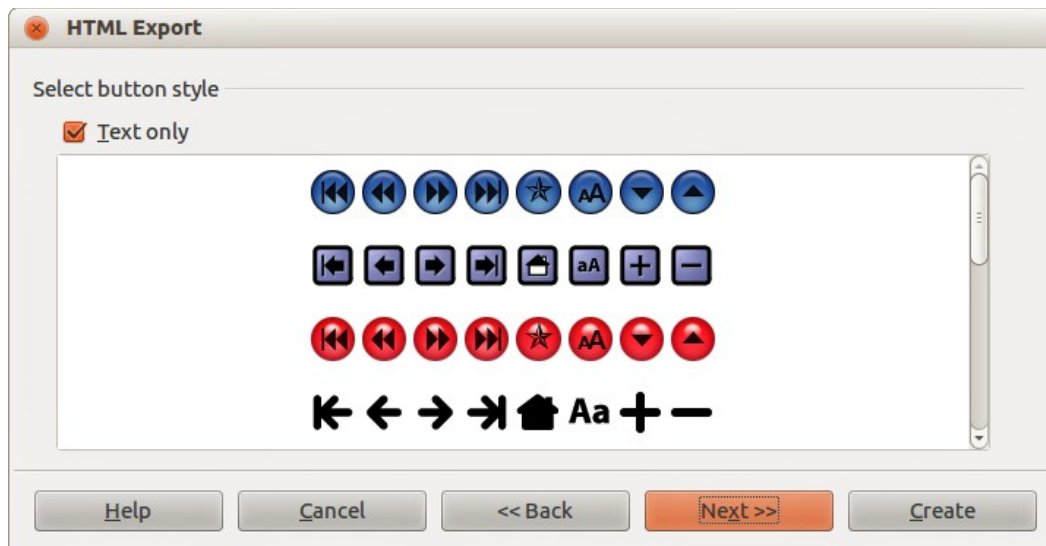 HTML Export
Select button style
Text only
AA
aA
AA
Aa
Help Cancel << Back Next >> Create